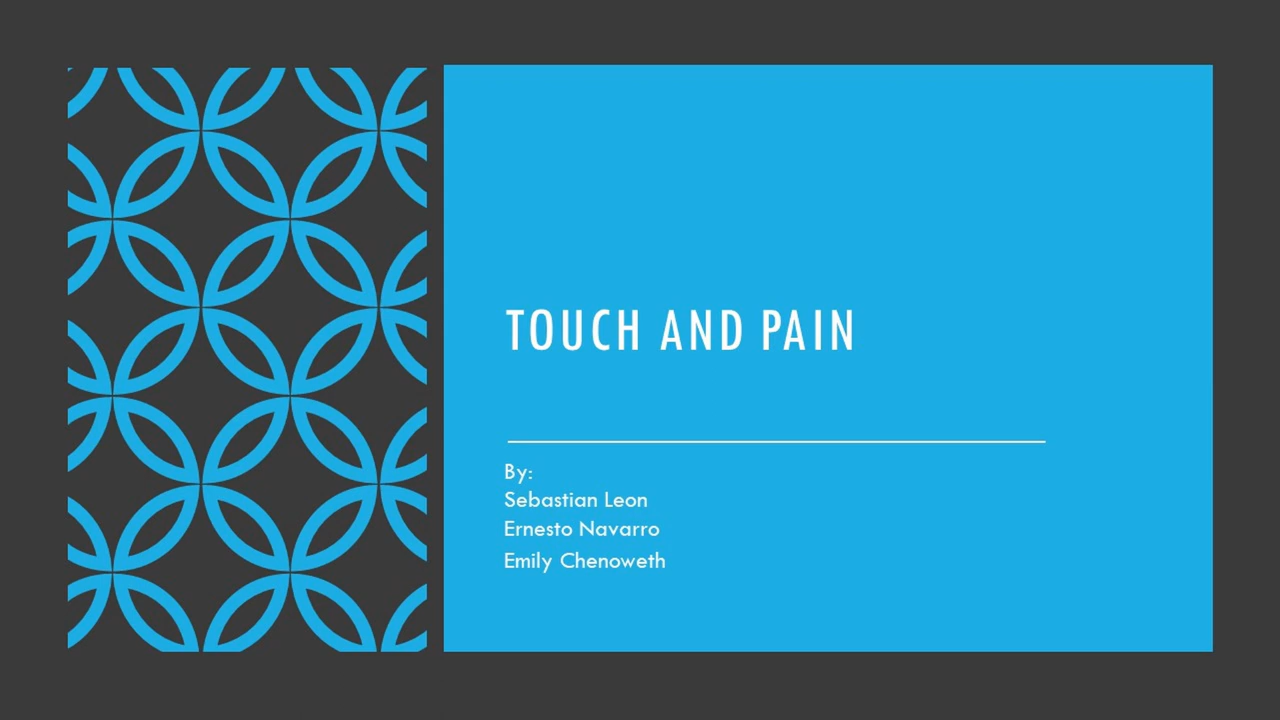 TOUCH AND PAIN
By:
Sebastian Leon
Ernesto Navarro
Emily Chenoweth